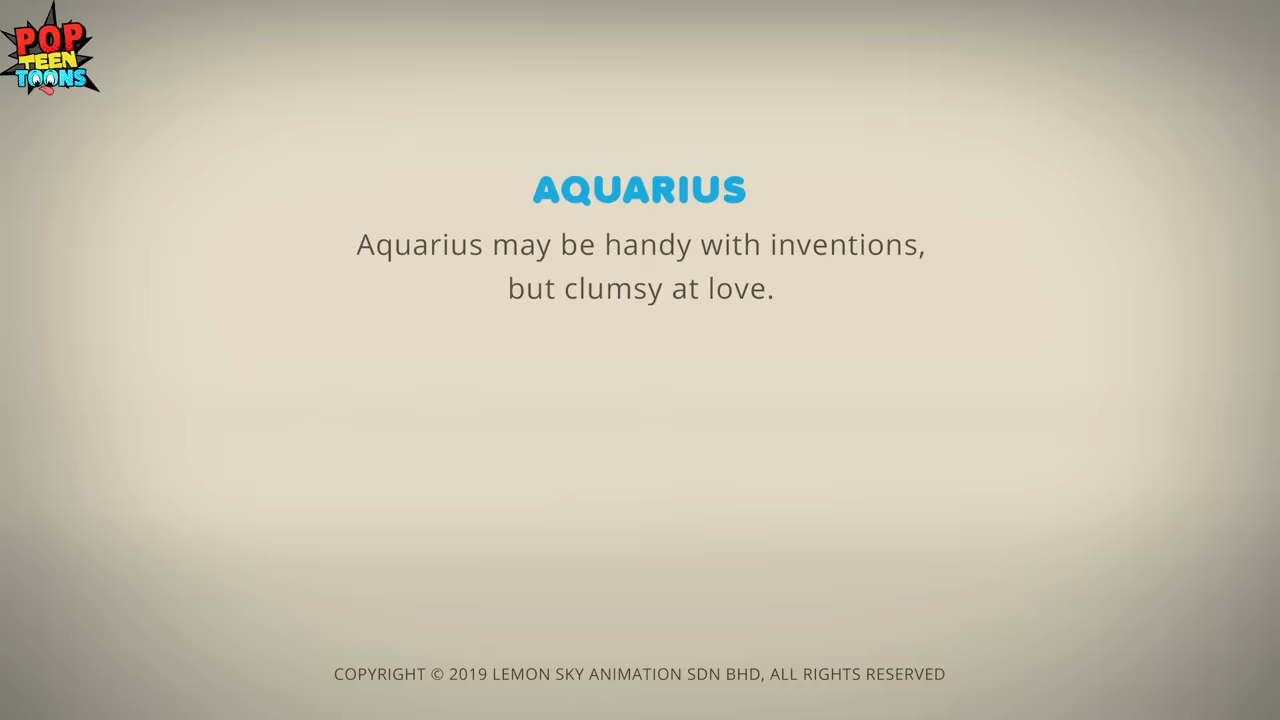 POP
TEEN
TOONS
AQUARIUS
Aquarius may be handy with inventions,
but clumsy at love.
COPYRIGHT © 2019 LEMON SKY ANIMATION SDN BHD, ALL RIGHTS RESERVED